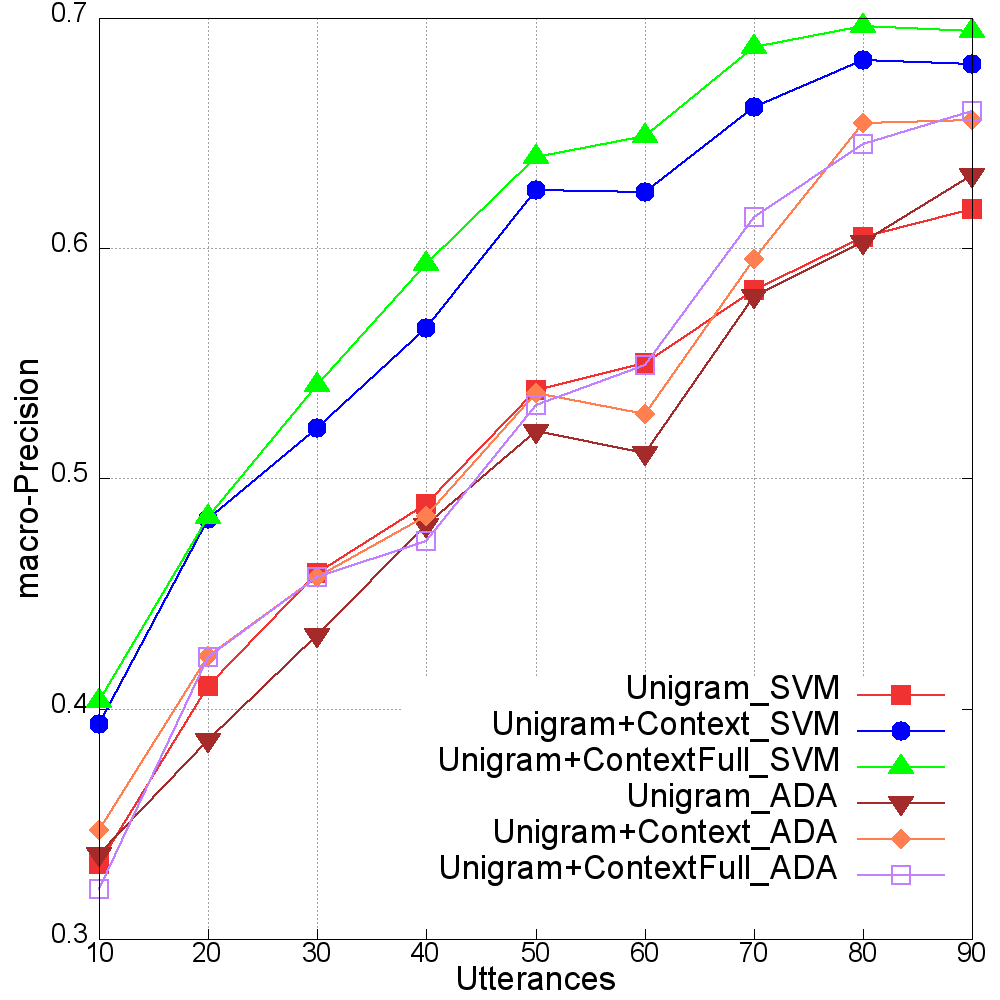 0.7
0.6
0.5
0.4
0.3
macro-Precision
Unigram_SVM
Unigram+Context_SVM
Unigram+ContextFull_SVM
Unigram_ADA
Unigram+Context_ADA
Unigram+ContextFull_ADA
10 20 30 40 50 60 70 80 90
Utterances